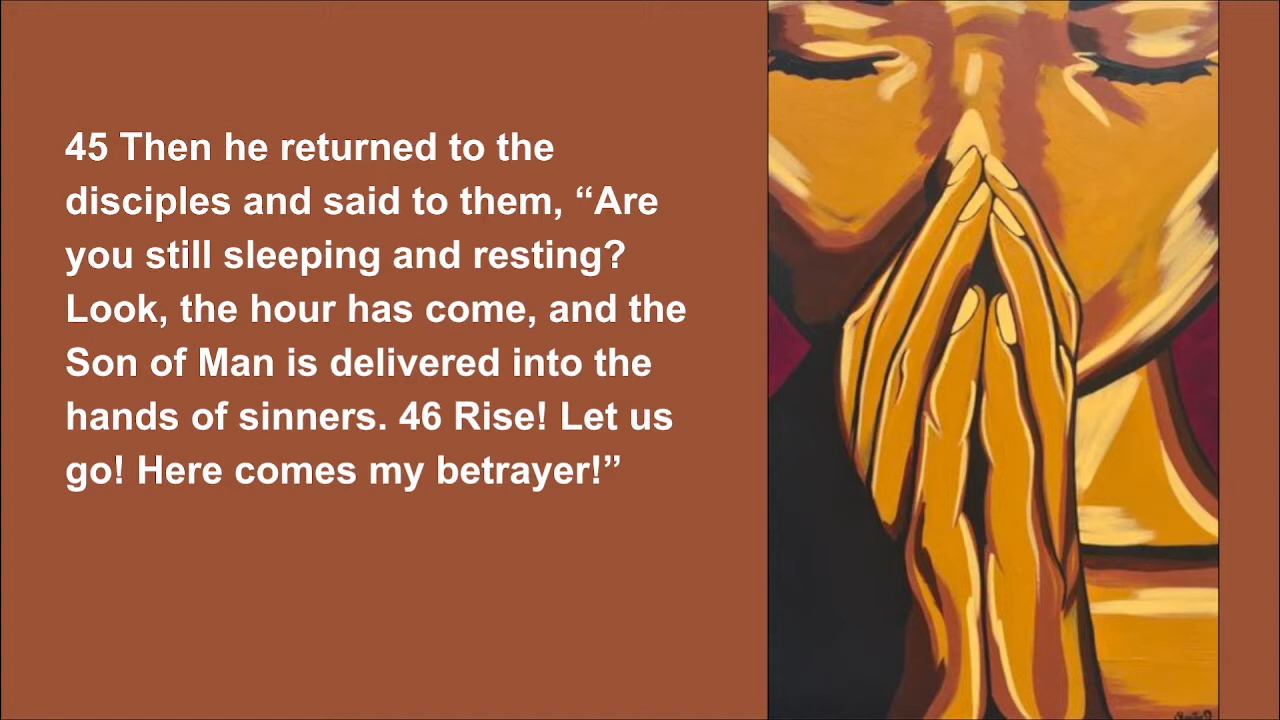 45 Then he returned to the
disciples and said to them, “Are
you still sleeping and resting?
Look, the hour has come, and the
Son of Man is delivered into the
hands of sinners. 46 Rise! Let us
go! Here comes my betrayer!”